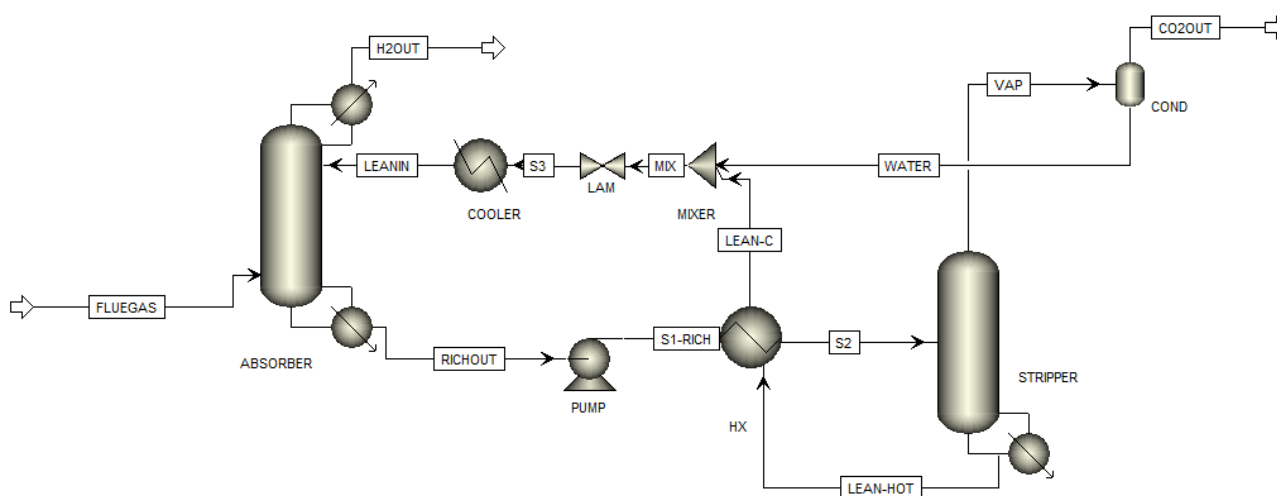 CO2OUT
H2OUT
VAP
COND
LEANIN
S3
MIX
WATER
LAM
COOLER
MIXER
LEAN-C
FLUEGAS
S1-RICH
S2
ABSORBER
RICHOUT
STRIPPER
PUMP
HX
LEAN-HOT